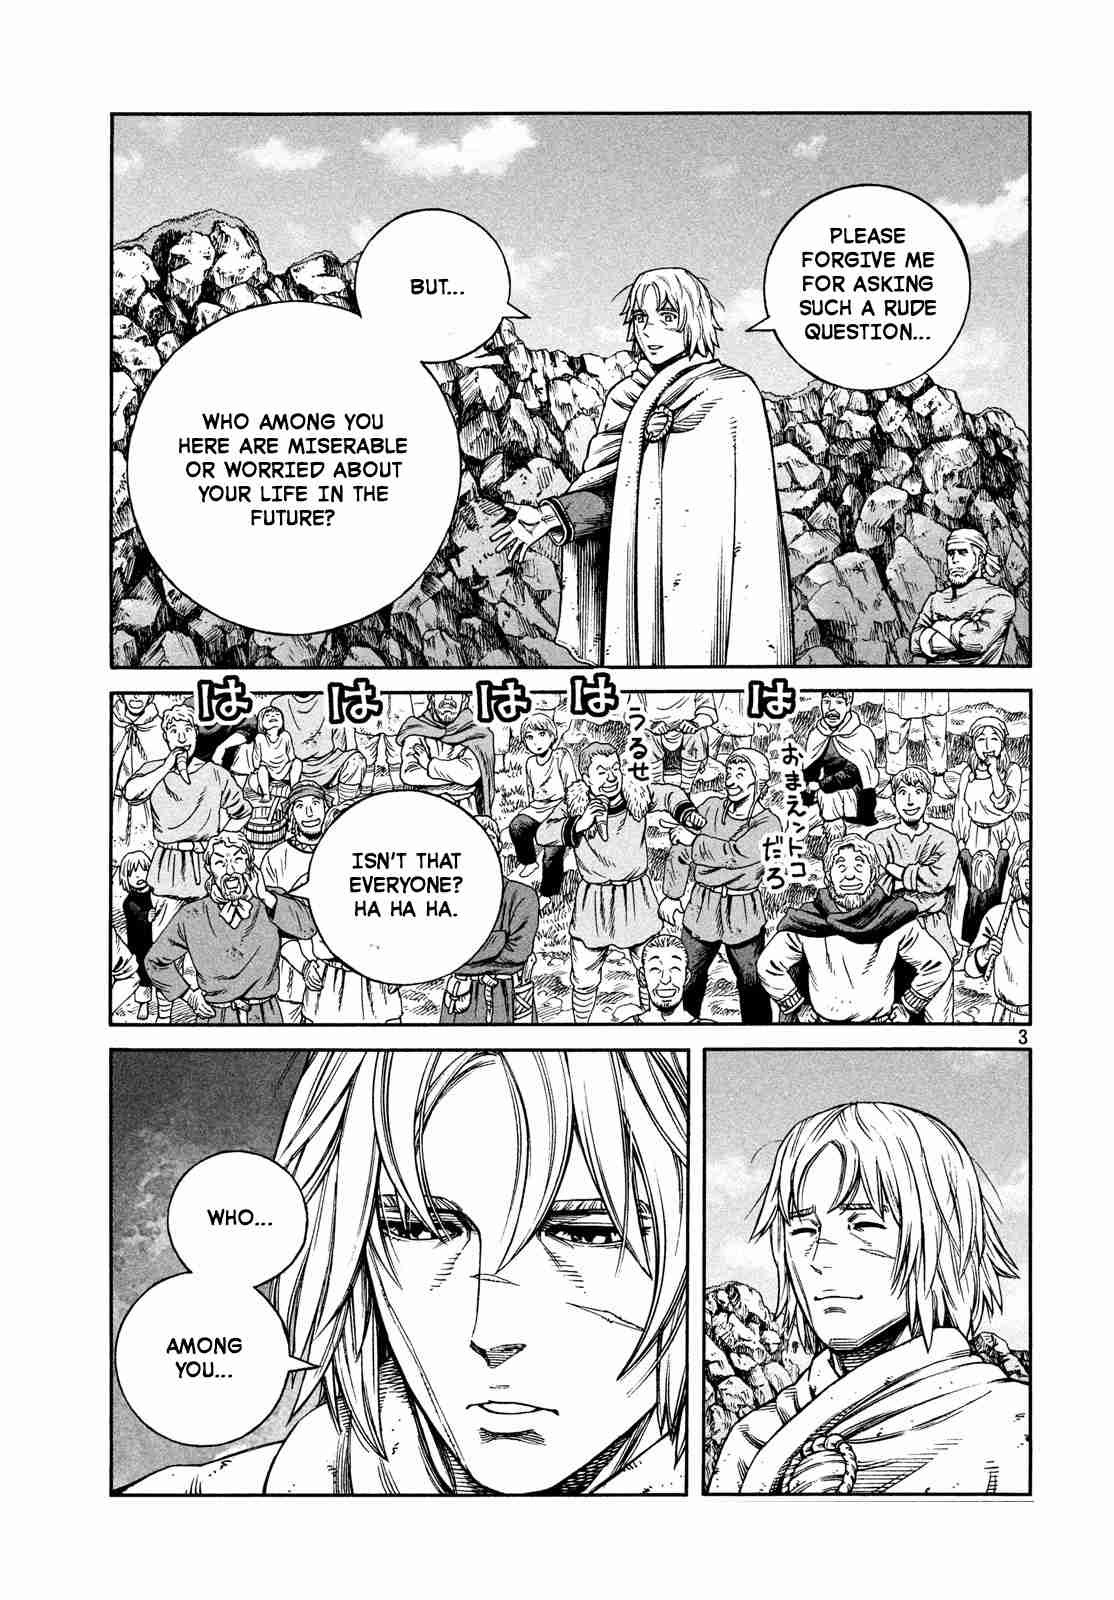 PLEASE
FORGIVE ME
FOR ASKING
SUCH A RUDE
QUESTION...
BUT...
WHO AMONG YOU
HERE ARE MISERABLE
OR WORRIED ABOUT
YOUR LIFE IN THE
FUTURE?
は
は
は
は
は
おまえントコ
だろ
うるせ
ISN'T THAT
EVERYONE?
HA HA HA.
3
WHO...
AMONG
YOU...